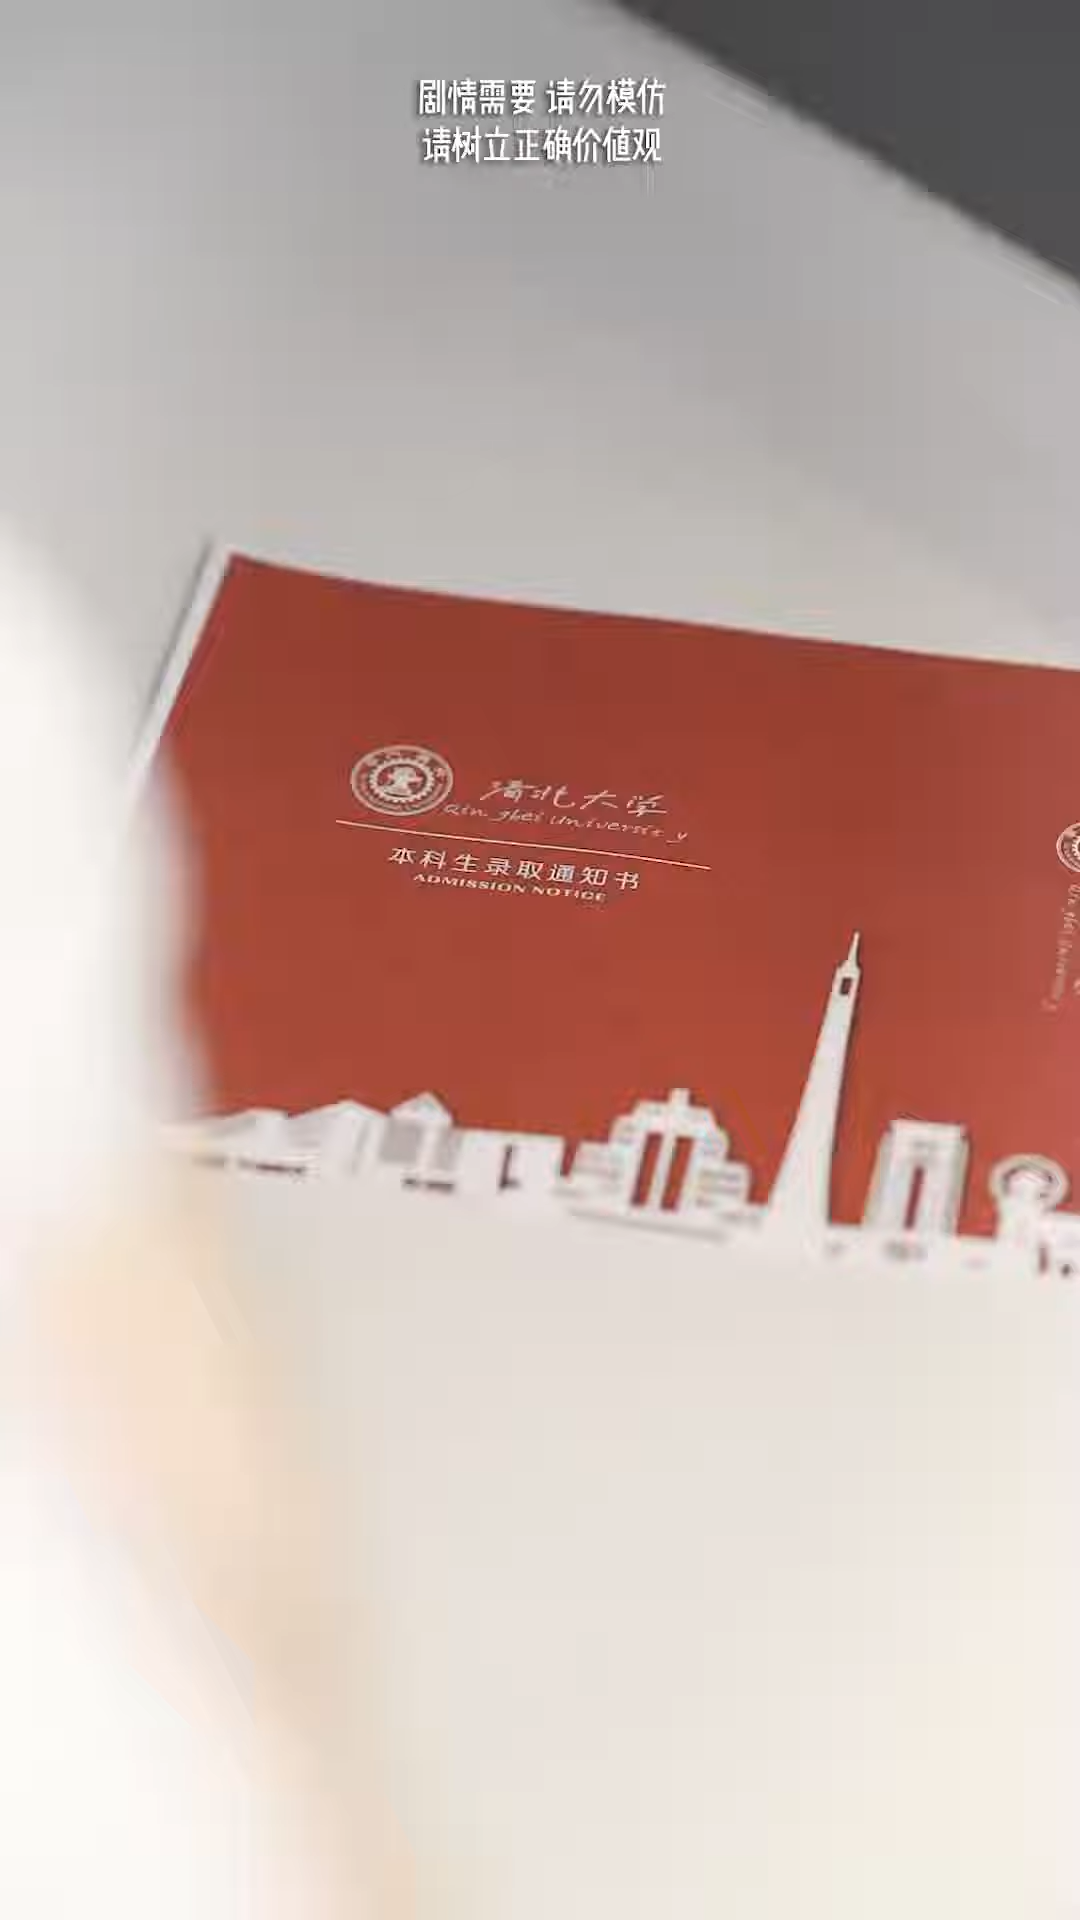 剧情需要 请勿模仿
请树立正确价值观
清北大学
Qing bei University
本科生录取通知书
ADMISSION NOTICE